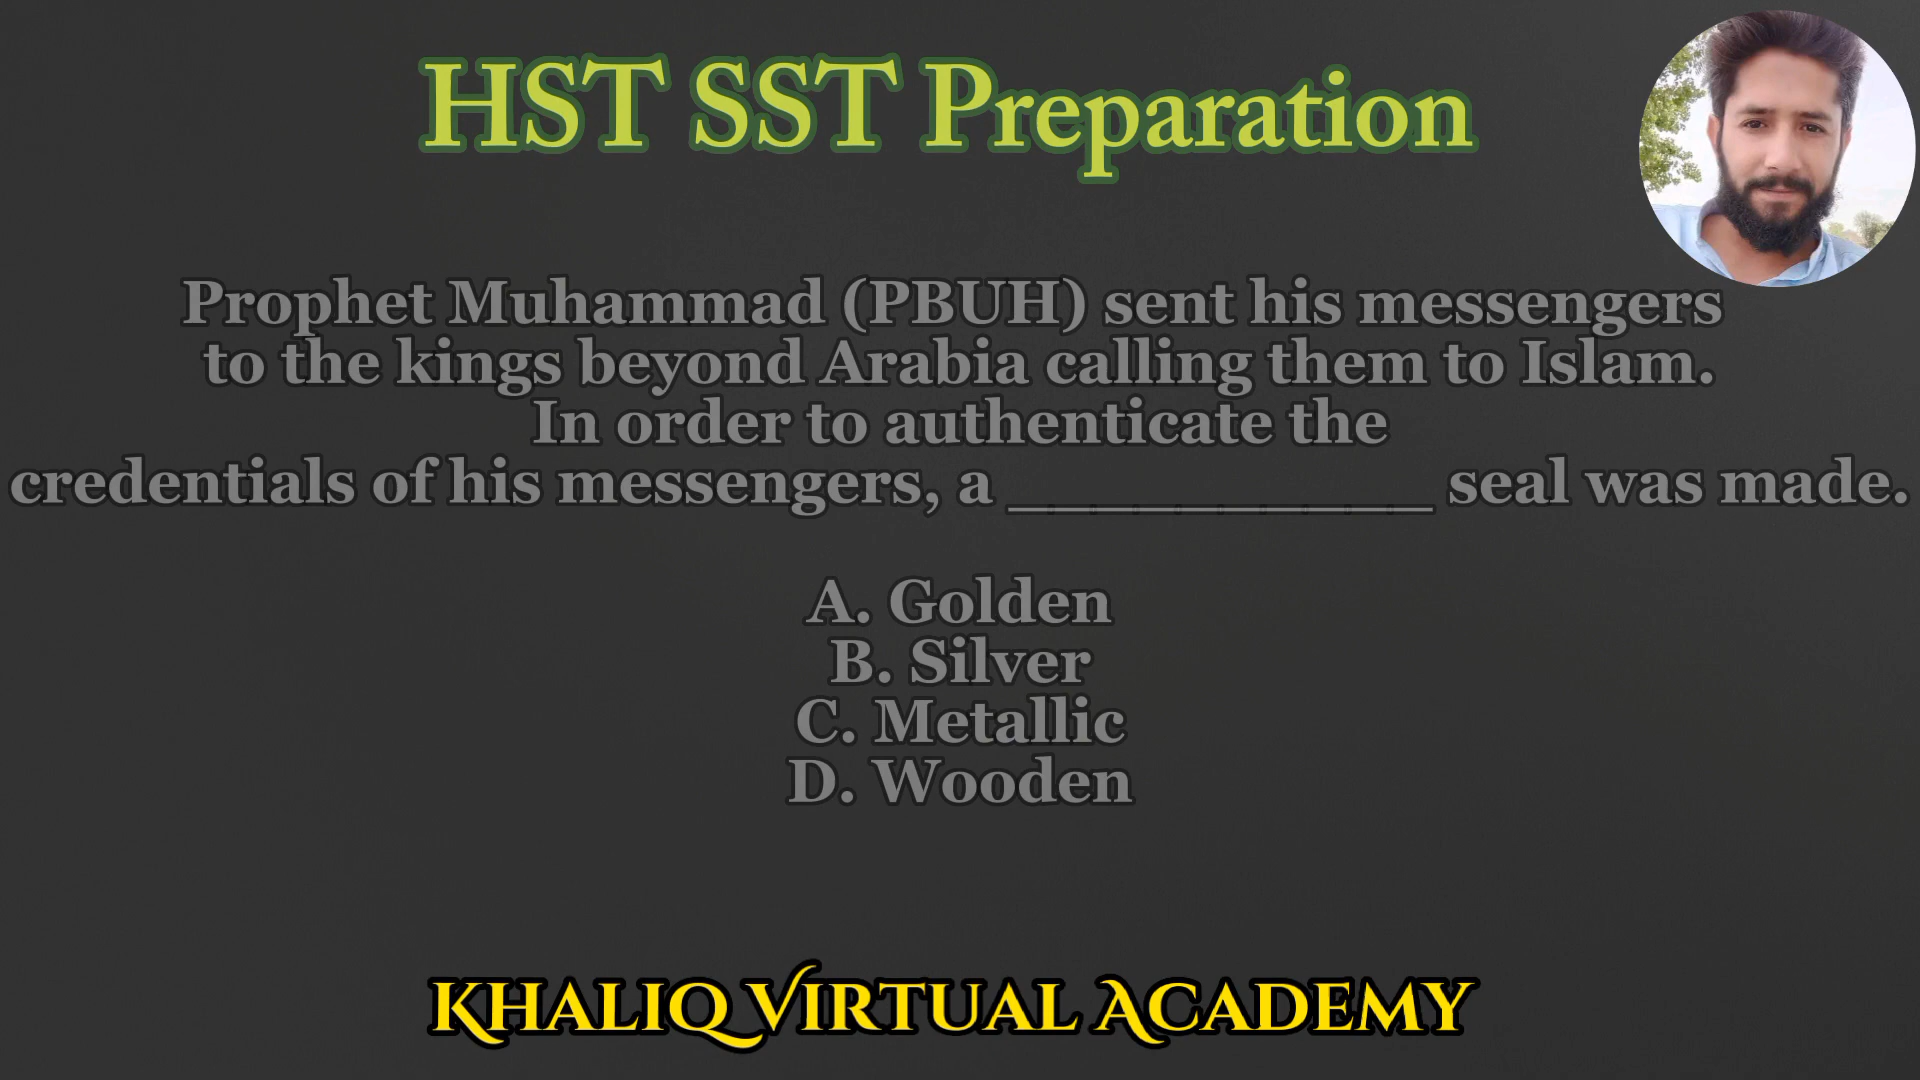 HST SST Preparation
Prophet Muhammad (PBUH) sent his messengers
to the kings beyond Arabia calling them to Islam.
In order to authenticate the
credentials of his messengers, a __________ seal was made.
A. Golden
B. Silver
C. Metallic
D. Wooden
Khaliq Virtual Academy